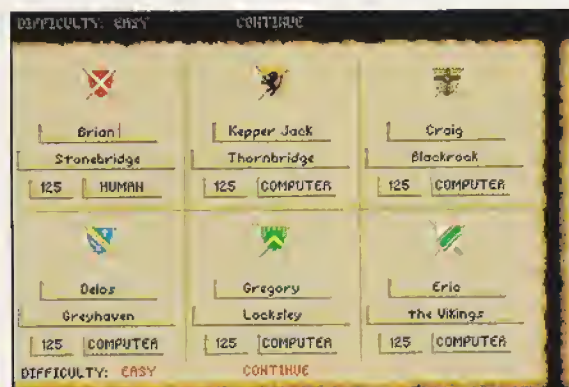 DIFFICULTY: EASY CONTINUE
Brian Kepper Jack Craig
Stonebridge Thornbridge Blackrook
125 HUMAN 125 COMPUTER 125 COMPUTER
Delos Gregory Eric
Greyhaven Locksley the Vikings
125 COMPUTER 125 COMPUTER 125 COMPUTER
DIFFICULTY: EASY CONTINUE